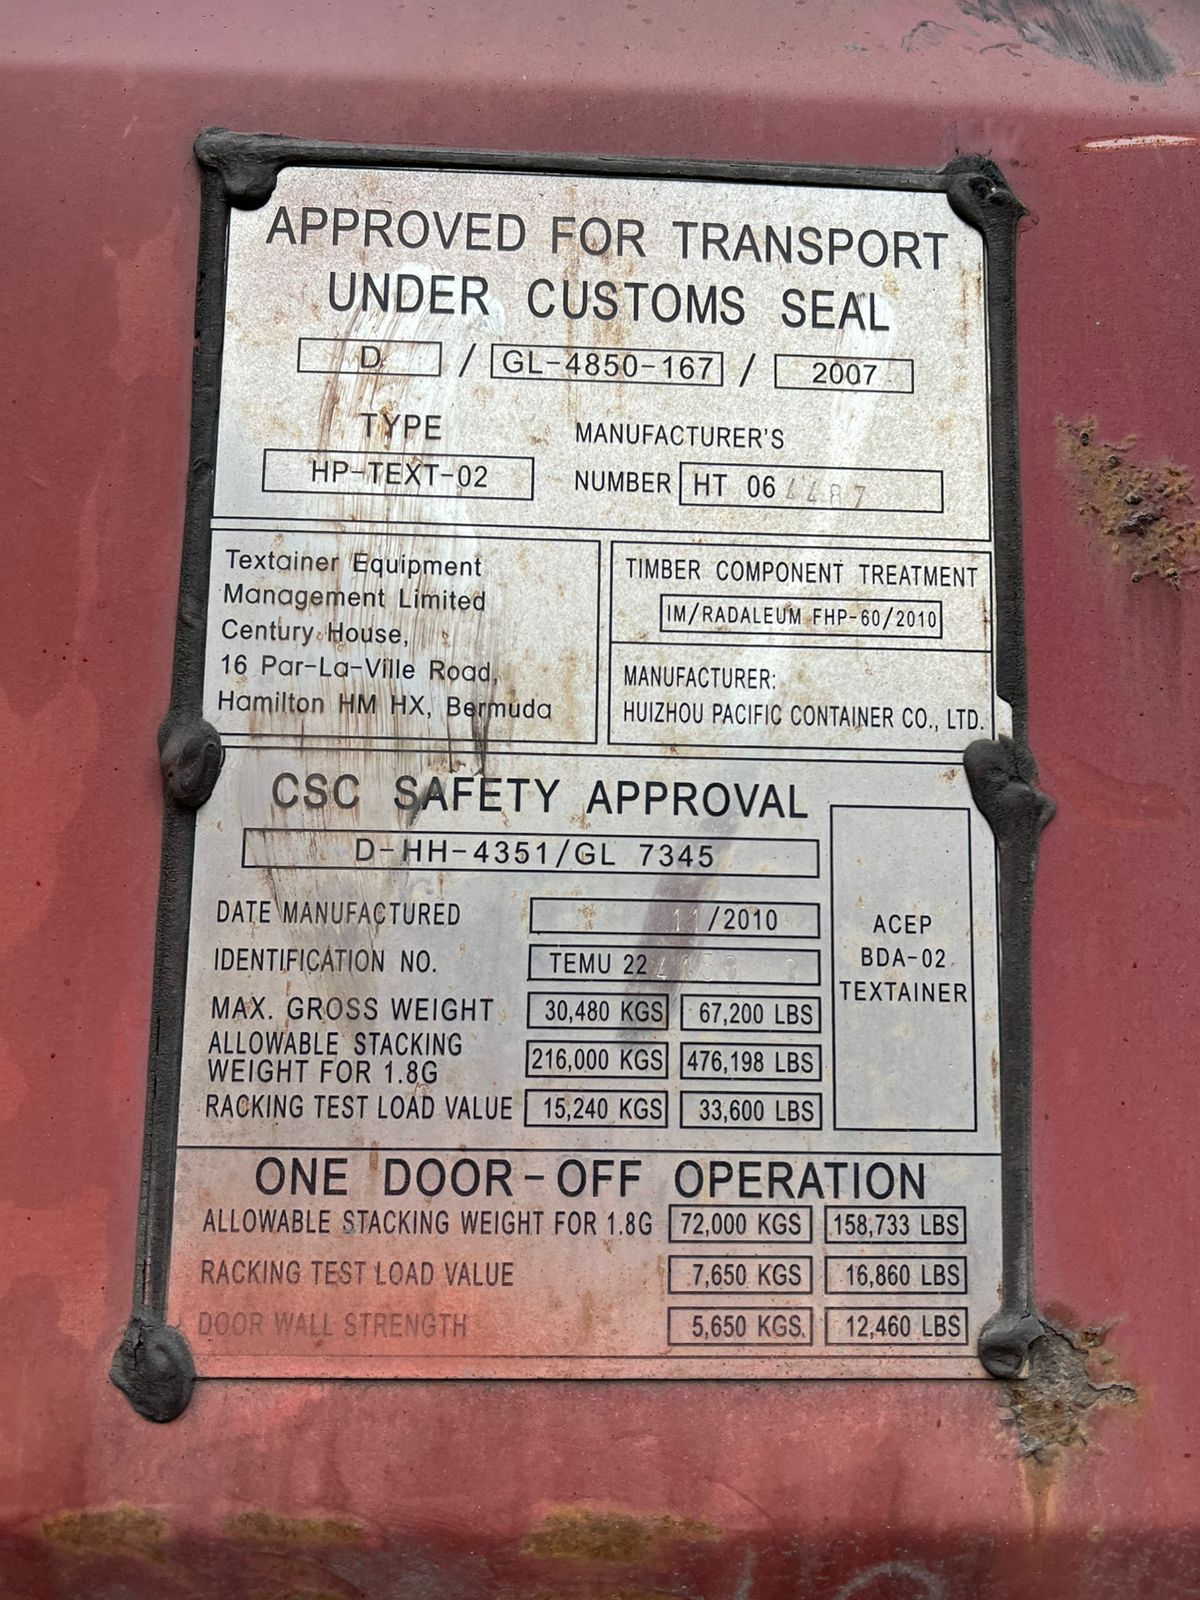 APPROVED FOR TRANSPORT
UNDER CUSTOMS SEAL
D / GL-4850-167 / 2007
TYPE
HP-TEXT-02
MANUFACTURER'S
NUMBER HT 06 4487
Textainer Equipment
Management Limited
Century House,
16 Par-La-Ville Road,
Hamilton HM HX, Bermuda
TIMBER COMPONENT TREATMENT
IM/RADALEUM FHP-60/2010
MANUFACTURER:
HUIZHOU PACIFIC CONTAINER CO., LTD.
CSC SAFETY APPROVAL
D-HH-4351/GL 7345
DATE MANUFACTURED 11/2010
IDENTIFICATION NO. TEMU 22
MAX. GROSS WEIGHT 30,480 KGS 67,200 LBS
ALLOWABLE STACKING
WEIGHT FOR 1.8G 216,000 KGS 476,198 LBS
RACKING TEST LOAD VALUE 15,240 KGS 33,600 LBS
ACEP
BDA-02
TEXTAINER
ONE DOOR-OFF OPERATION
ALLOWABLE STACKING WEIGHT FOR 1.8G 72,000 KGS 158,733 LBS
RACKING TEST LOAD VALUE 7,650 KGS 16,860 LBS
DOOR WALL STRENGTH 5,650 KGS 12,460 LBS